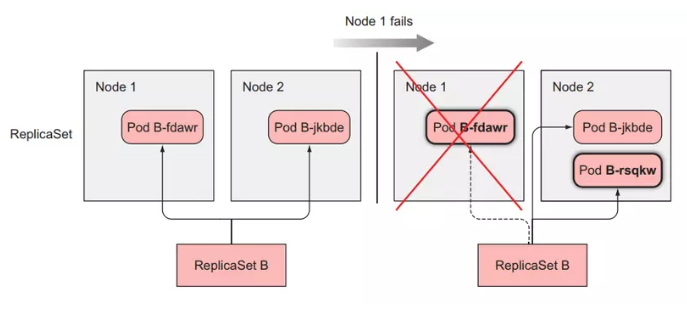 Node 1 fails
Node 1
Node 2
Node 1
Node 2
ReplicaSet
Pod B-fdawr
Pod B-jkbde
Pod B-fdawr
Pod B-jkbde
Pod B-rsqkw
ReplicaSet B
ReplicaSet B